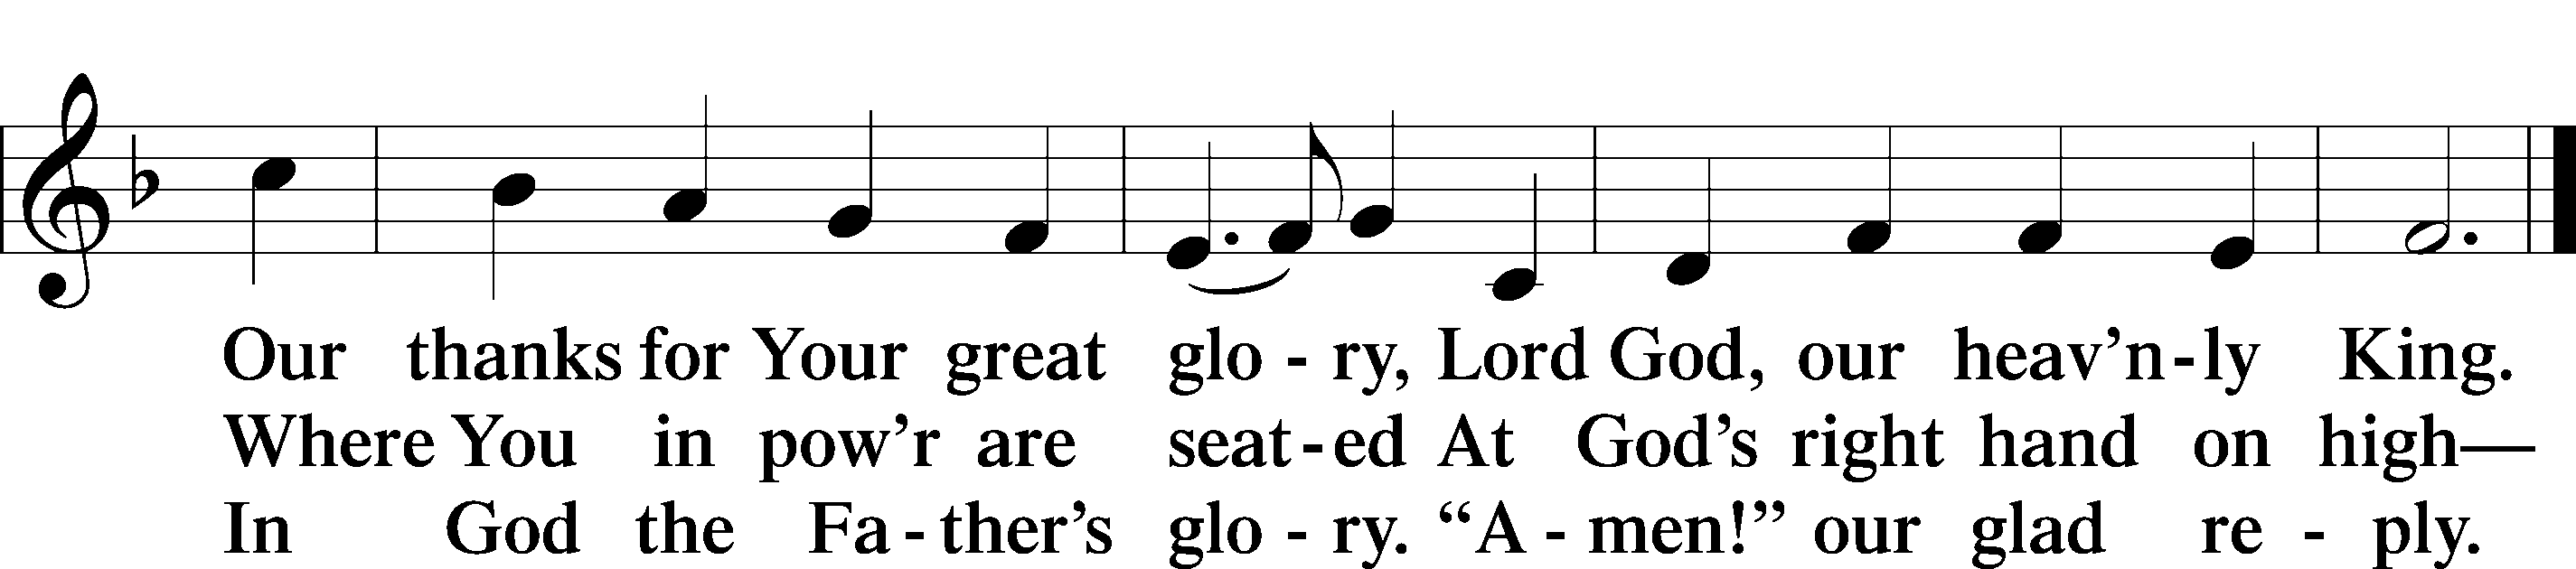 Our thanks for Your great glo - ry, Lord God, our heav’n - ly King.
Where You in pow’r are seat - ed At God’s right hand on high—
In God the Fa - ther’s glo - ry. “A - men!” our glad re - ply.